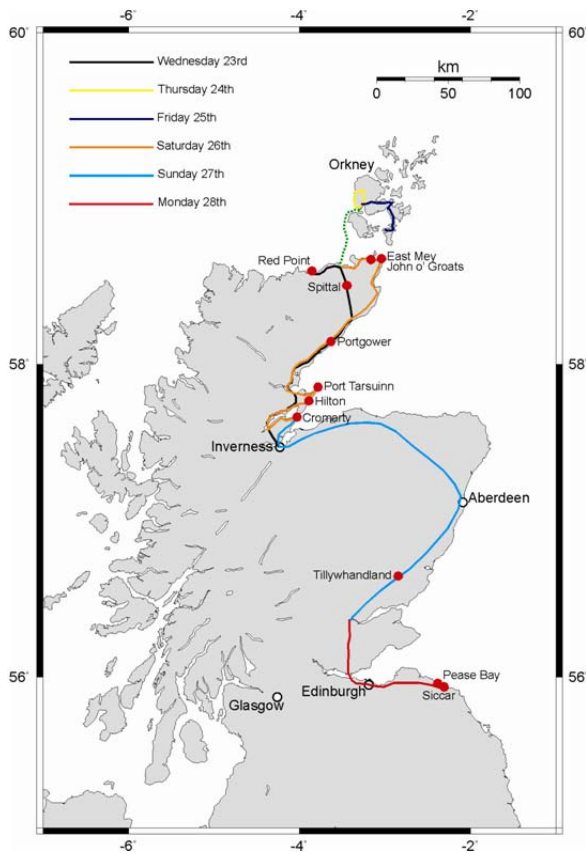 -6
-4
-2
60˚
60˚
Wednesday 23rd
Thursday 24th
Friday 25th
Saturday 26th
Sunday 27th
Monday 28th
km
0 50 100
Orkney
Red Point
East Mey
John o' Groats
Spittal
58˚
58˚
Portgower
Port Tarsuinn
Hilton
Cromerty
Inverness
Aberdeen
Tillywhandland
56˚
56˚
Pease Bay
Edinburgh
Siccar
Glasgow
-6
-4
-2